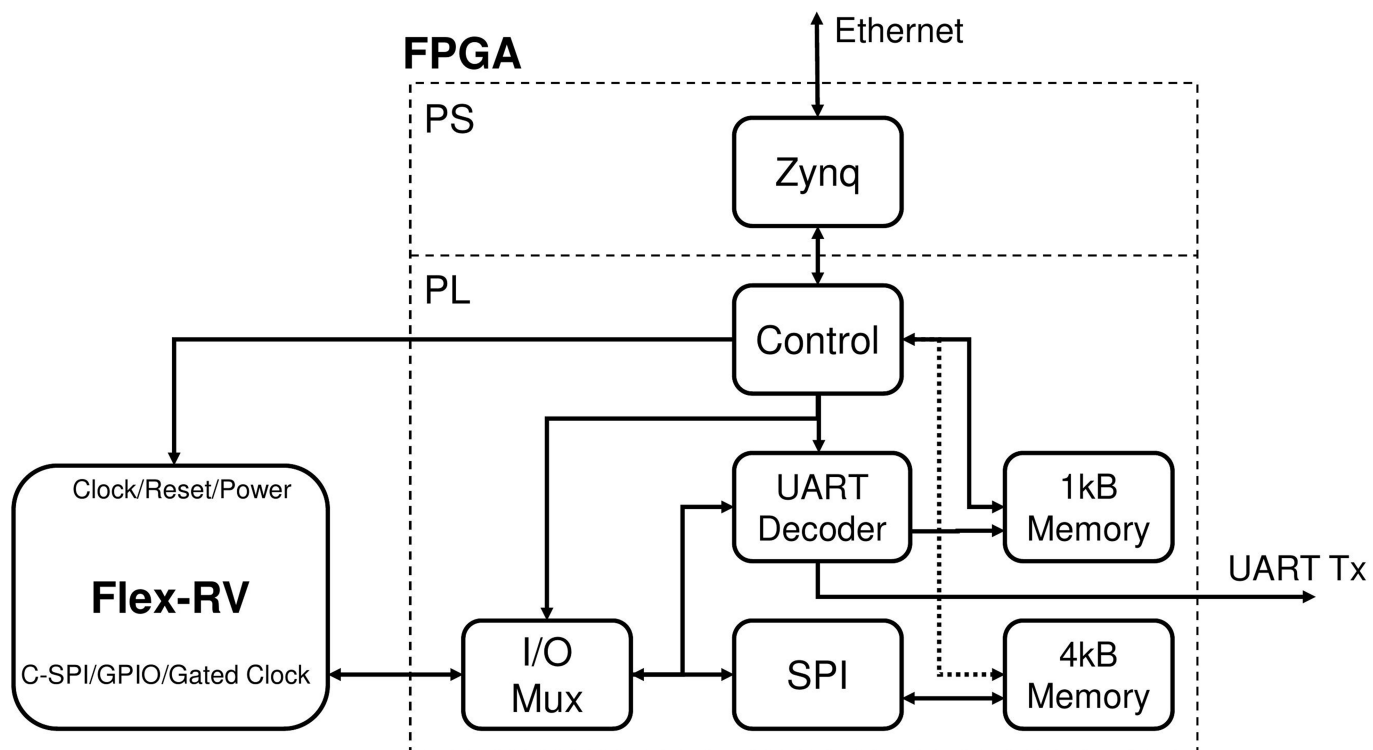 Ethernet
FPGA
PS
Zynq
PL
Control
Clock/Reset/Power
Flex-RV
C-SPI/GPIO/Gated Clock
UART
Decoder
1kB
Memory
UART Tx
I/O
Mux
SPI
4kB
Memory